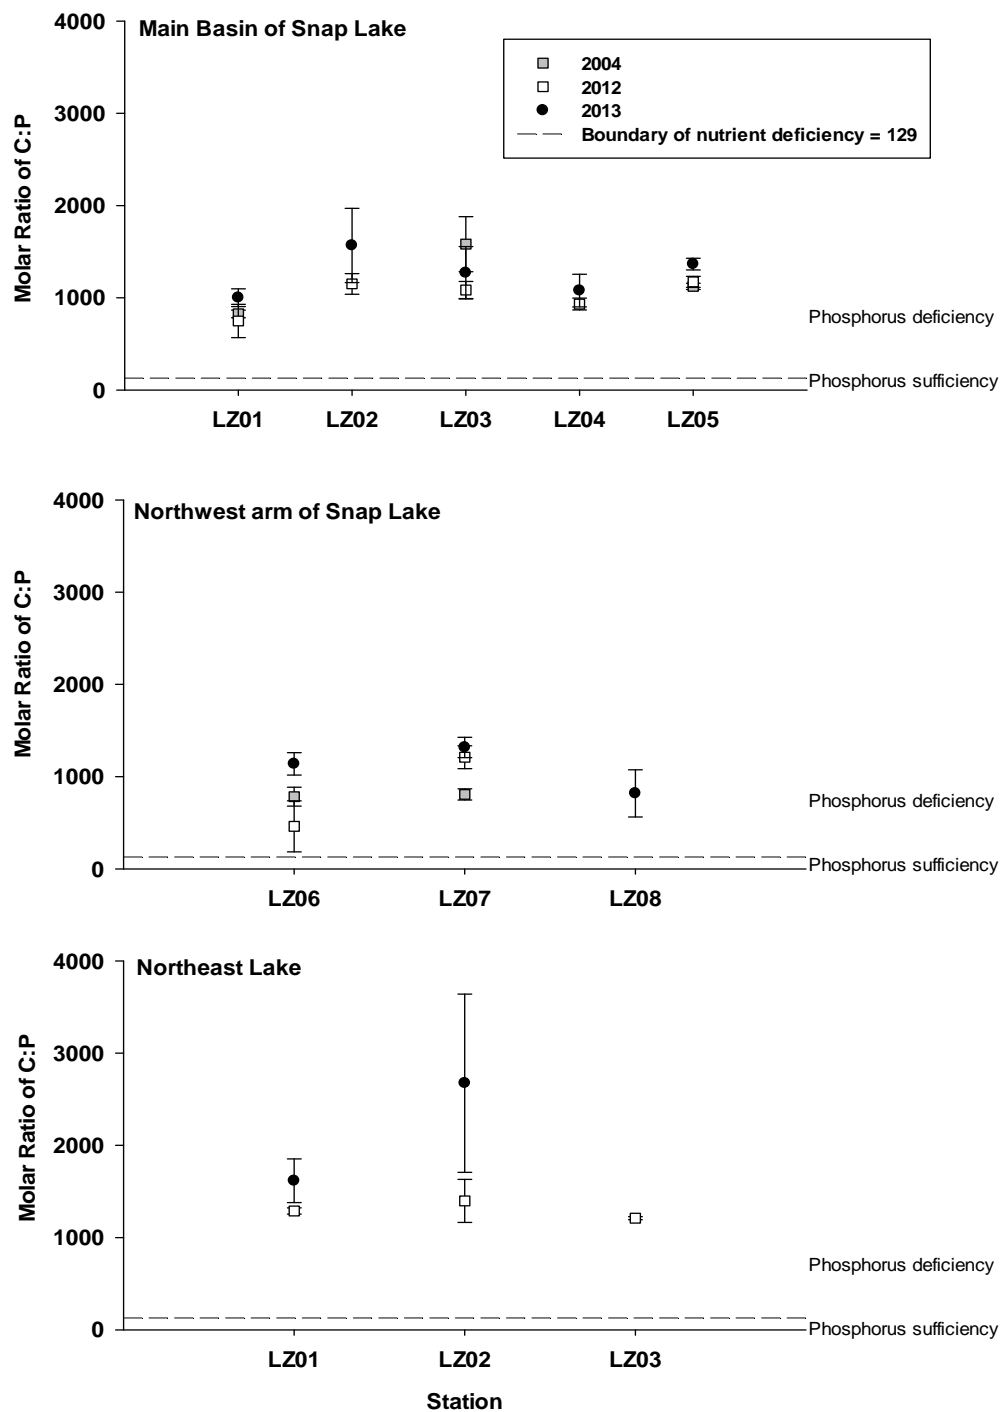 Main Basin of Snap Lake
2004
2012
2013
Boundary of nutrient deficiency = 129
Molar Ratio of C:P
4000
3000
2000
1000
0
Phosphorus deficiency
Phosphorus sufficiency
LZ01 LZ02 LZ03 LZ04 LZ05
Northwest arm of Snap Lake
Molar Ratio of C:P
4000
3000
2000
1000
0
Phosphorus deficiency
Phosphorus sufficiency
LZ06 LZ07 LZ08
Northeast Lake
Molar Ratio of C:P
4000
3000
2000
1000
0
Phosphorus deficiency
Phosphorus sufficiency
LZ01 LZ02 LZ03
Station